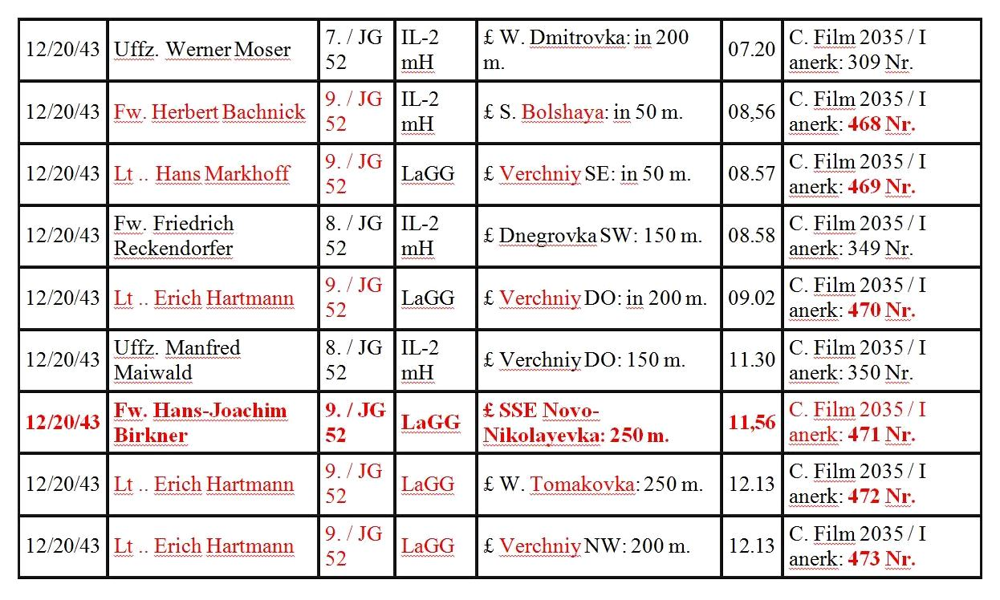 12/20/43 Uffz. Werner Moser 7. / JG 52 IL-2 mH £ W. Dmitrovka: in 200 m. 07.20 C. Film 2035 / I anerk: 309 Nr.
12/20/43 Fw. Herbert Bachnick 9. / JG 52 IL-2 mH £ S. Bolshaya: in 50 m. 08,56 C. Film 2035 / I anerk: 468 Nr.
12/20/43 Lt .. Hans Markhoff 9. / JG 52 LaGG £ Verchniy SE: in 50 m. 08.57 C. Film 2035 / I anerk: 469 Nr.
12/20/43 Fw. Friedrich Reckendorfer 8. / JG 52 IL-2 mH £ Dnegrovka SW: 150 m. 08.58 C. Film 2035 / I anerk: 349 Nr.
12/20/43 Lt .. Erich Hartmann 9. / JG 52 LaGG £ Verchniy DO: in 200 m. 09.02 C. Film 2035 / I anerk: 470 Nr.
12/20/43 Uffz. Manfred Maiwald 8. / JG 52 IL-2 mH £ Verchniy DO: 150 m. 11.30 C. Film 2035 / I anerk: 350 Nr.
12/20/43 Fw. Hans-Joachim Birkner 9. / JG 52 LaGG £ SSE Novo-Nikolayevka: 250 m. 11,56 C. Film 2035 / I anerk: 471 Nr.
12/20/43 Lt .. Erich Hartmann 9. / JG 52 LaGG £ W. Tomakovka: 250 m. 12.13 C. Film 2035 / I anerk: 472 Nr.
12/20/43 Lt .. Erich Hartmann 9. / JG 52 LaGG £ Verchniy NW: 200 m. 12.13 C. Film 2035 / I anerk: 473 Nr.